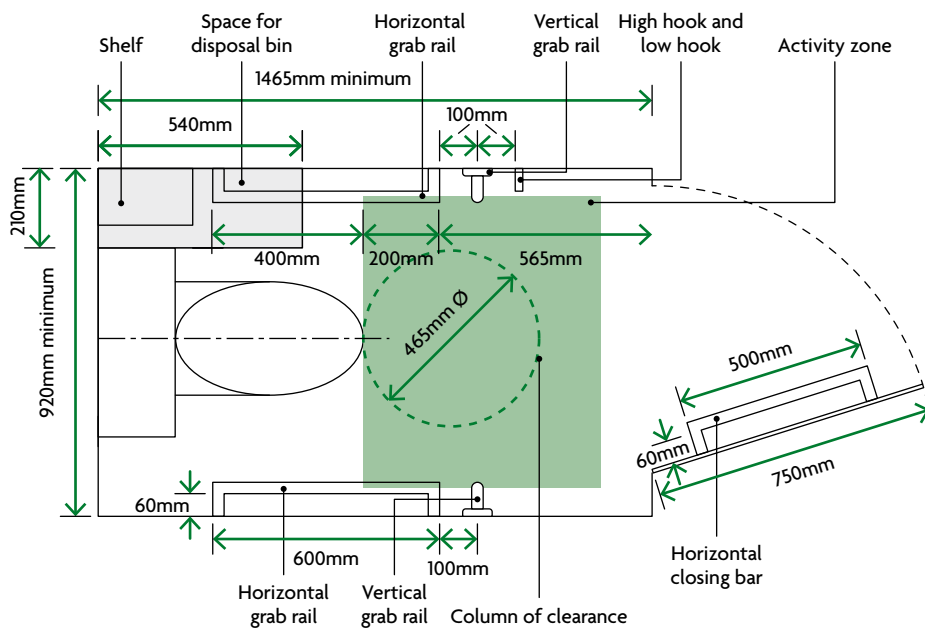 Shelf
Space for
disposal bin
Horizontal
grab rail
Vertical
grab rail
High hook and
low hook
Activity zone
1465mm minimum
540mm
100mm
210mm
920mm minimum
400mm
200mm
565mm
465mm Ø
500mm
60mm
750mm
60mm
600mm
100mm
Horizontal
grab rail
Vertical
grab rail
Column of clearance
Horizontal
closing bar